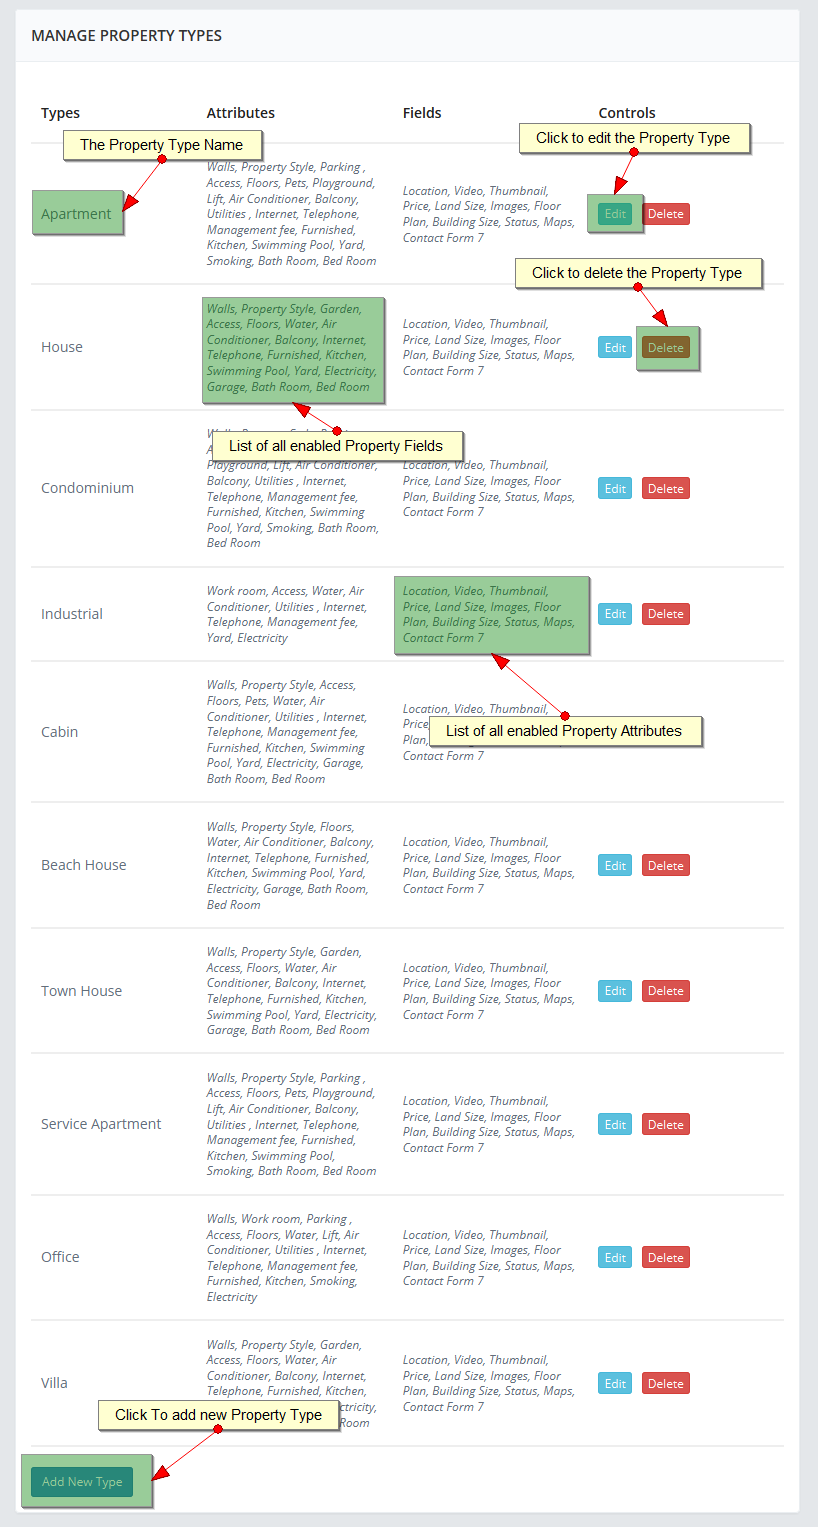 MANAGE PROPERTY TYPES
Types Attributes Fields Controls
The Property Type Name
Click to edit the Property Type
Apartment
Walls, Property Style, Parking ,
Access, Floors, Pets, Playground,
Lift, Air Conditioner, Balcony,
Utilities , Internet, Telephone,
Management fee, Furnished,
Kitchen, Swimming Pool, Yard,
Smoking, Bath Room, Bed Room
Location, Video, Thumbnail,
Price, Land Size, Images, Floor
Plan, Building Size, Status, Maps,
Contact Form 7
Edit Delete
Click to delete the Property Type
House
Walls, Property Style, Garden,
Access, Floors, Water, Air
Conditioner, Balcony, Internet,
Telephone, Furnished, Kitchen,
Swimming Pool, Yard, Electricity,
Garage, Bath Room, Bed Room
Location, Video, Thumbnail,
Price, Land Size, Images, Floor
Plan, Building Size, Status, Maps,
Contact Form 7
Edit Delete
List of all enabled Property Fields
Condominium
Playground, Lift, Air Conditioner,
Balcony, Utilities , Internet,
Telephone, Management fee,
Furnished, Kitchen, Swimming
Pool, Yard, Smoking, Bath Room,
Bed Room
Location, Video, Thumbnail,
Price, Land Size, Images, Floor
Plan, Building Size, Status, Maps,
Contact Form 7
Edit Delete
Industrial
Work room, Access, Water, Air
Conditioner, Utilities , Internet,
Telephone, Management fee,
Yard, Electricity
Location, Video, Thumbnail,
Price, Land Size, Images, Floor
Plan, Building Size, Status, Maps,
Contact Form 7
Edit Delete
Cabin
Walls, Property Style, Access,
Floors, Pets, Water, Air
Conditioner, Utilities , Internet,
Telephone, Management fee,
Furnished, Kitchen, Swimming
Pool, Yard, Electricity, Garage,
Bath Room, Bed Room
Location, Video, Thumbnail,
Price,
Plan,
Contact Form 7
List of all enabled Property Attributes
Beach House
Walls, Property Style, Floors,
Water, Air Conditioner, Balcony,
Internet, Telephone, Furnished,
Kitchen, Swimming Pool, Yard,
Electricity, Garage, Bath Room,
Bed Room
Location, Video, Thumbnail,
Price, Land Size, Images, Floor
Plan, Building Size, Status, Maps,
Contact Form 7
Edit Delete
Town House
Walls, Property Style, Garden,
Access, Floors, Water, Air
Conditioner, Balcony, Internet,
Telephone, Furnished, Kitchen,
Swimming Pool, Yard, Electricity,
Garage, Bath Room, Bed Room
Location, Video, Thumbnail,
Price, Land Size, Images, Floor
Plan, Building Size, Status, Maps,
Contact Form 7
Edit Delete
Service Apartment
Walls, Property Style, Parking ,
Access, Floors, Pets, Playground,
Lift, Air Conditioner, Balcony,
Utilities , Internet, Telephone,
Management fee, Furnished,
Kitchen, Swimming Pool,
Smoking, Bath Room, Bed Room
Location, Video, Thumbnail,
Price, Land Size, Images, Floor
Plan, Building Size, Status, Maps,
Contact Form 7
Edit Delete
Office
Walls, Work room, Parking ,
Access, Floors, Water, Lift, Air
Conditioner, Utilities , Internet,
Telephone, Management fee,
Furnished, Kitchen, Smoking,
Electricity
Location, Video, Thumbnail,
Price, Land Size, Images, Floor
Plan, Building Size, Status, Maps,
Contact Form 7
Edit Delete
Villa
Walls, Property Style, Garden,
Access, Floors, Water, Air
Conditioner, Balcony, Internet,
Telephone, Furnished, Kitchen,
Room
Location, Video, Thumbnail,
Price, Land Size, Images, Floor
Plan, Building Size, Status, Maps,
Contact Form 7
Edit Delete
Click To add new Property Type
Add New Type